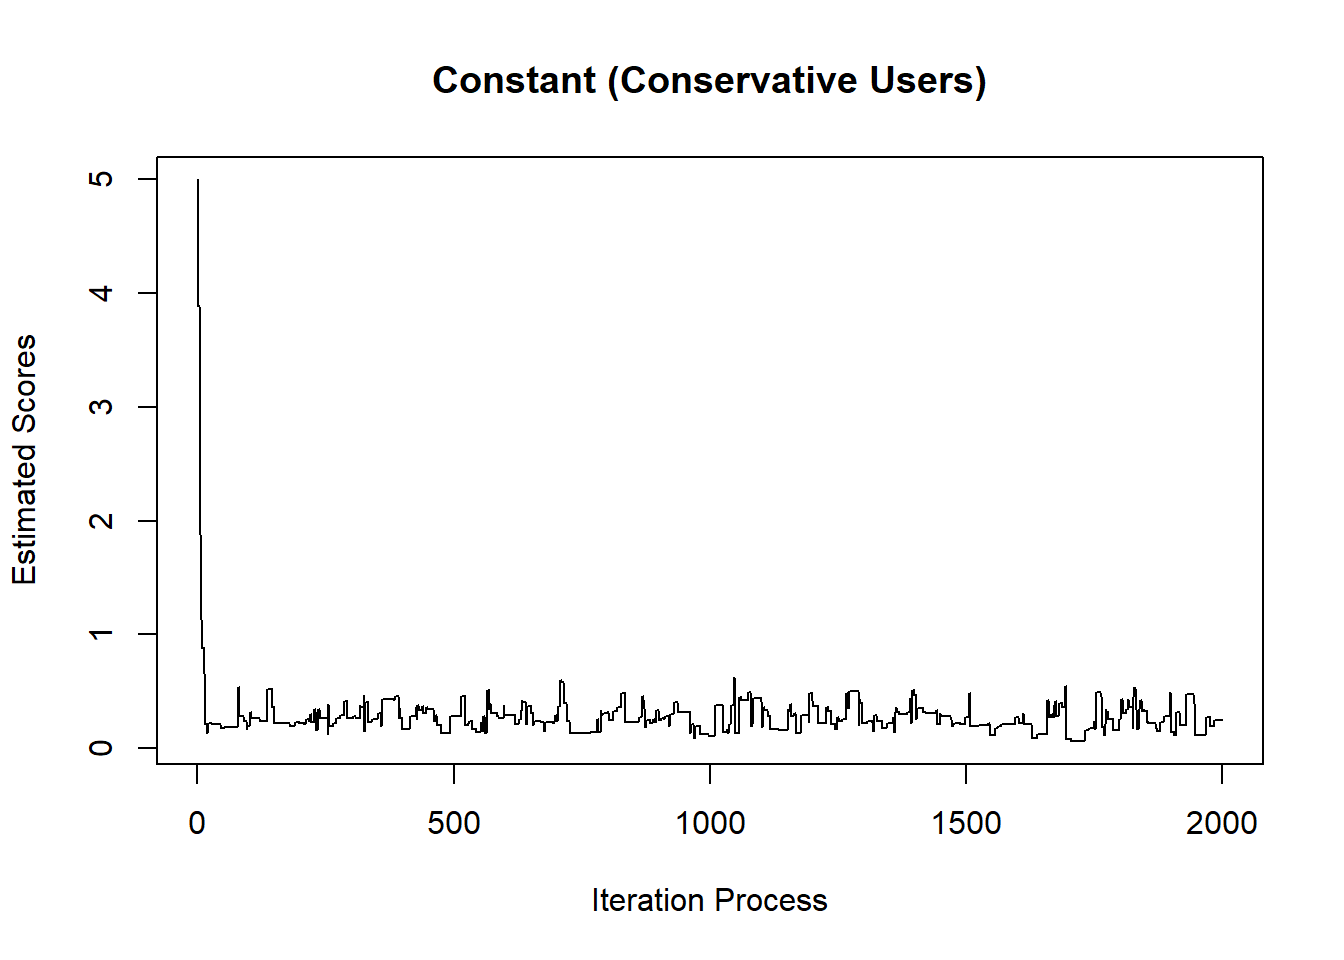 Constant (Conservative Users)
Estimated Scores
5
4
3
2
1
0
0 500 1000 1500 2000
Iteration Process